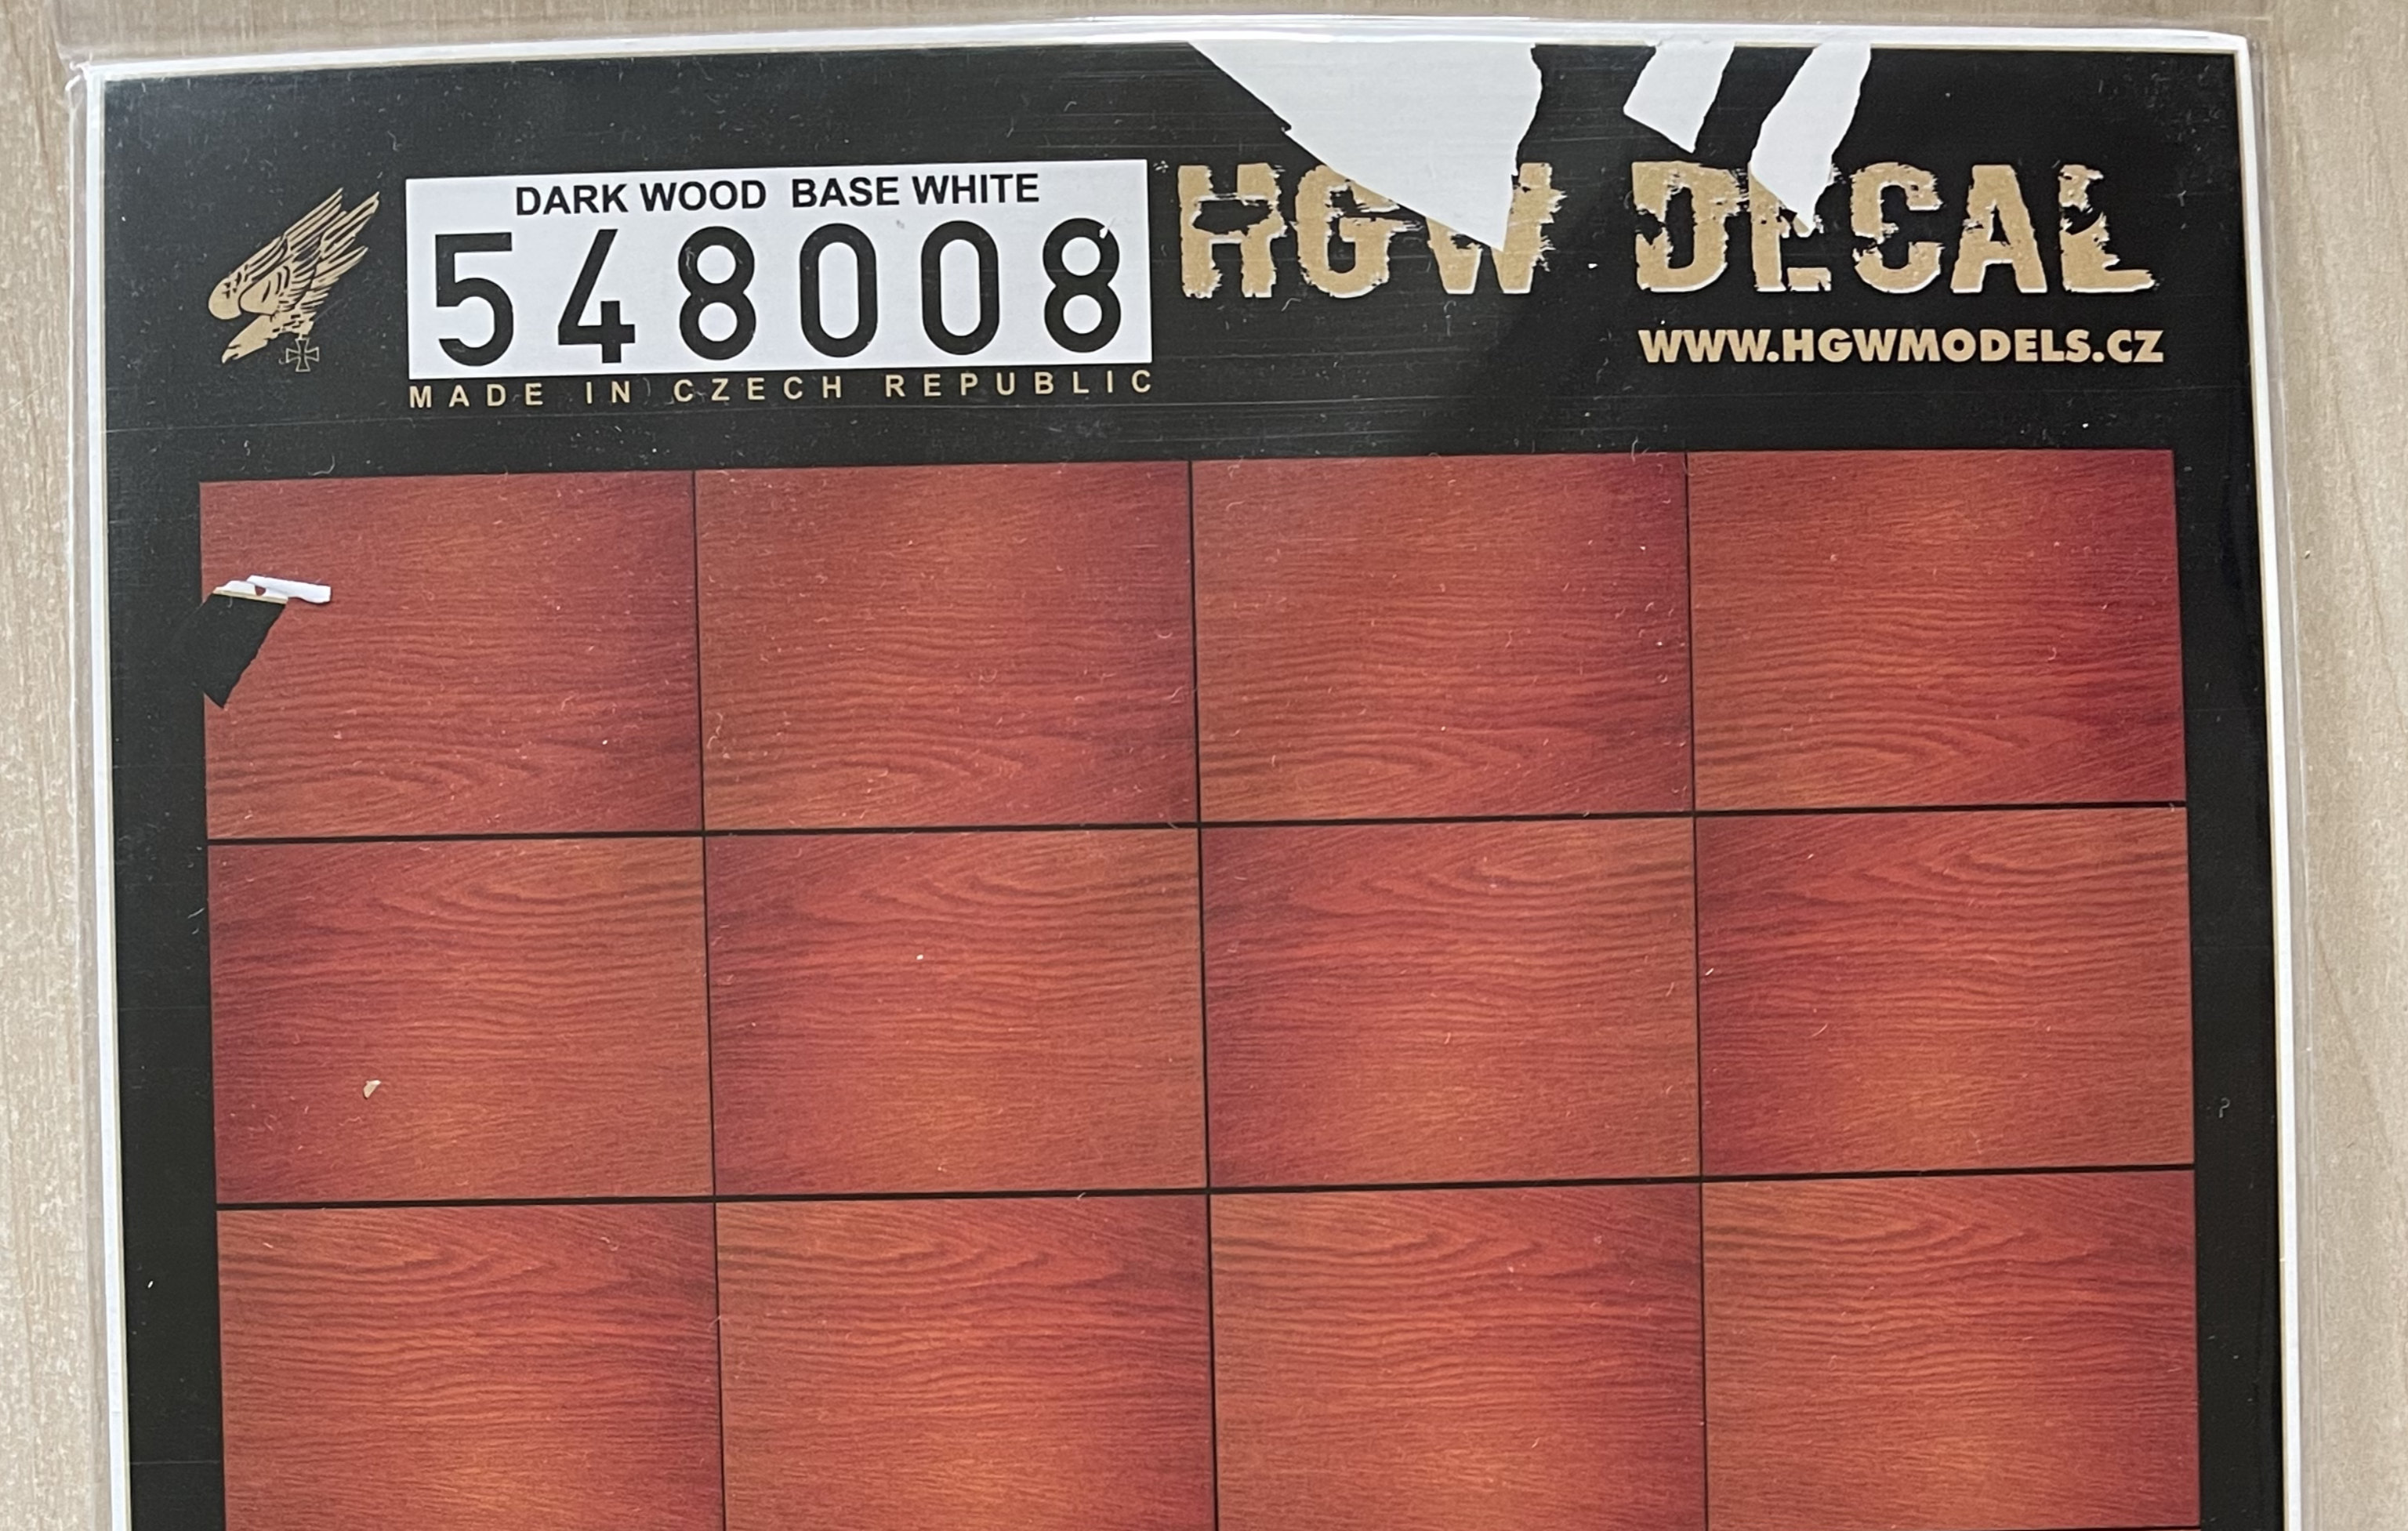 DARK WOOD BASE WHITE
548008
MADE IN CZECH REPUBLIC
HGW DECAL
WWW.HGWMODELS.CZ